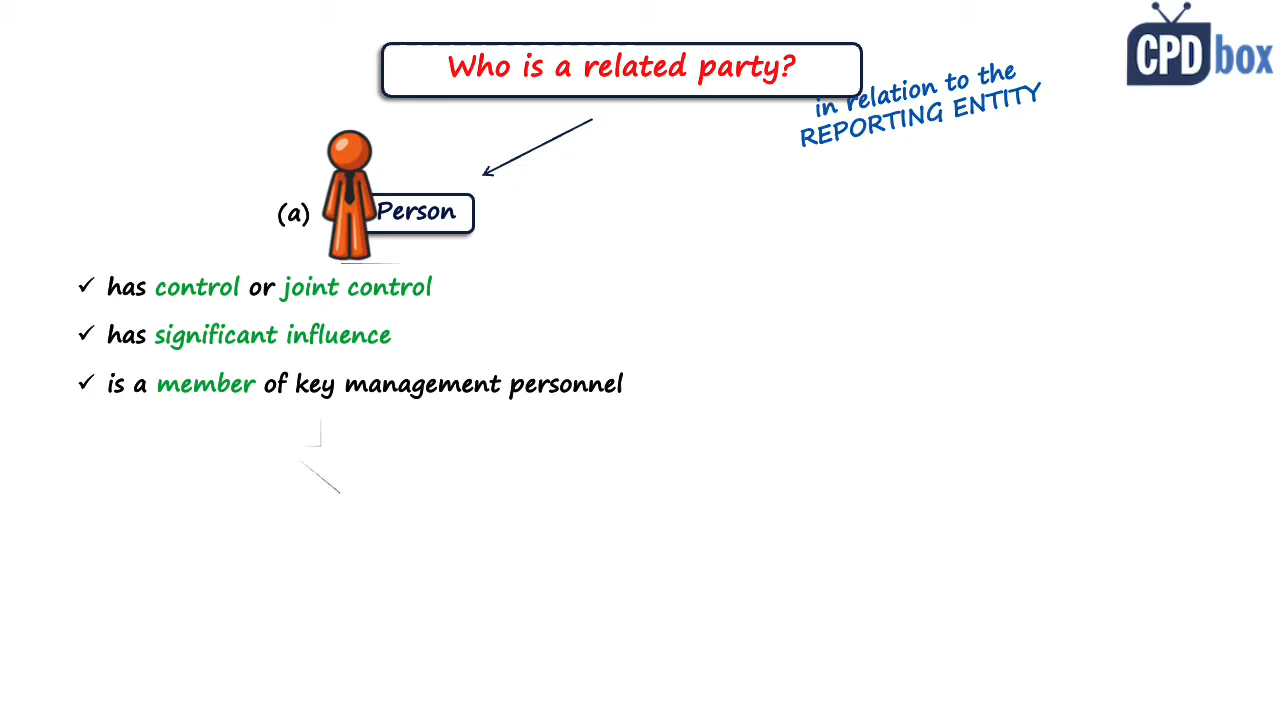 CPD box
Who is a related party?
in relation to the
REPORTING ENTITY
(a) Person
✓ has control or joint control
✓ has significant influence
✓ is a member of key management personnel